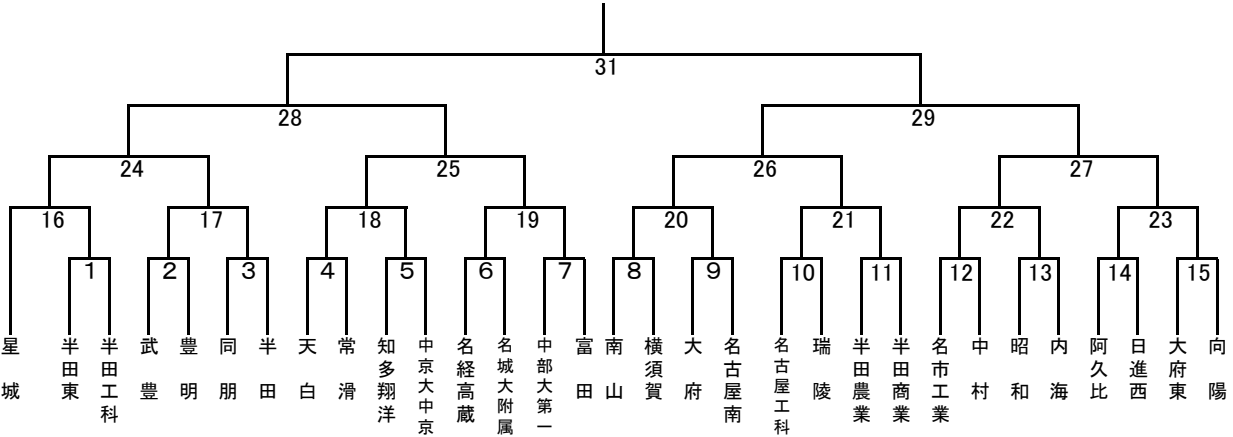 31
28 29
24 25 26 27
16 17 18 19 20 21 22 23
1 2 3 4 5 6 7 8 9 10 11 12 13 14 15
星城
半田東
半田工科
武豊
豊明
同朋
半田
天白
常滑
知多翔洋
中京大中京
名経高蔵
名城大附属
中部大第一
富田
南山
横須賀
大府
名古屋南
名古屋工科
瑞陵
半田農業
半田商業
名市工業
中村
昭和
内海
阿久比
日進西
大府東
向陽